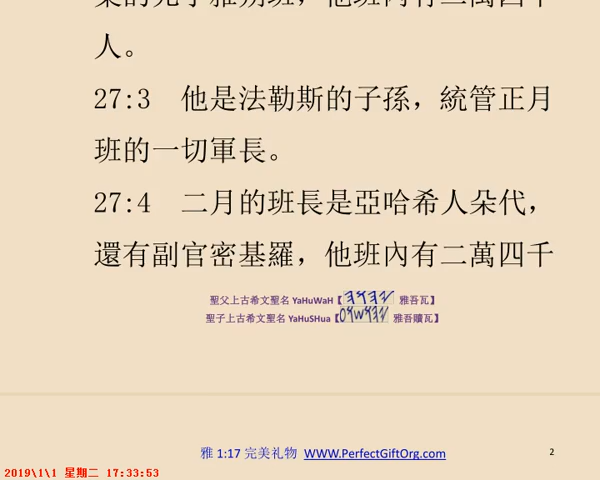 人。
27:3 他是法勒斯的子孫，統管正月
班的一切軍長。
27:4 二月的班長是亞哈希人朵代，
還有副官密基羅，他班內有二萬四千
聖父上古希文聖名 YaHuWaH【 雅吾瓦】
聖子上古希文聖名 YaHuSHua【 雅吾贖瓦】
雅 1:17 完美礼物 WWW.PerfectGiftOrg.com 2
2019\1\1 星期二 17:33:53